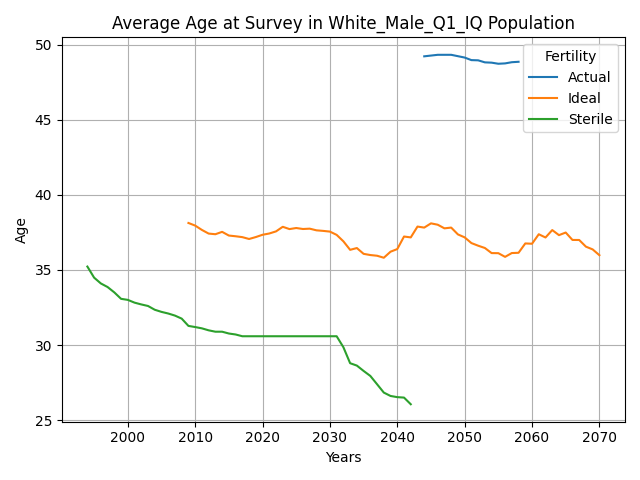 Average Age at Survey in White_Male_Q1_IQ Population
Age
50
45
40
35
30
25
Fertility
Actual
Ideal
Sterile
2000 2010 2020 2030 2040 2050 2060 2070
Years